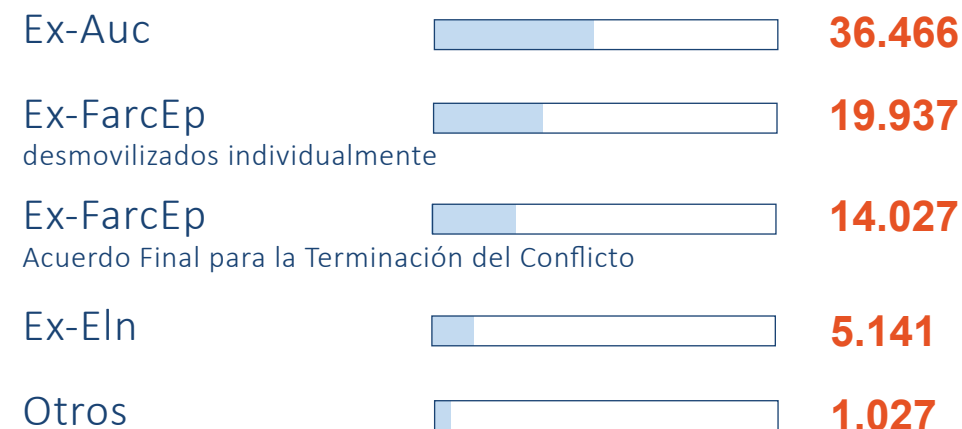 Ex-Auc 36.466
Ex-FarcEp 19.937
desmovilizados individualmente
Ex-FarcEp 14.027
Acuerdo Final para la Terminación del Conflicto
Ex-Eln 5.141
Otros 1.027